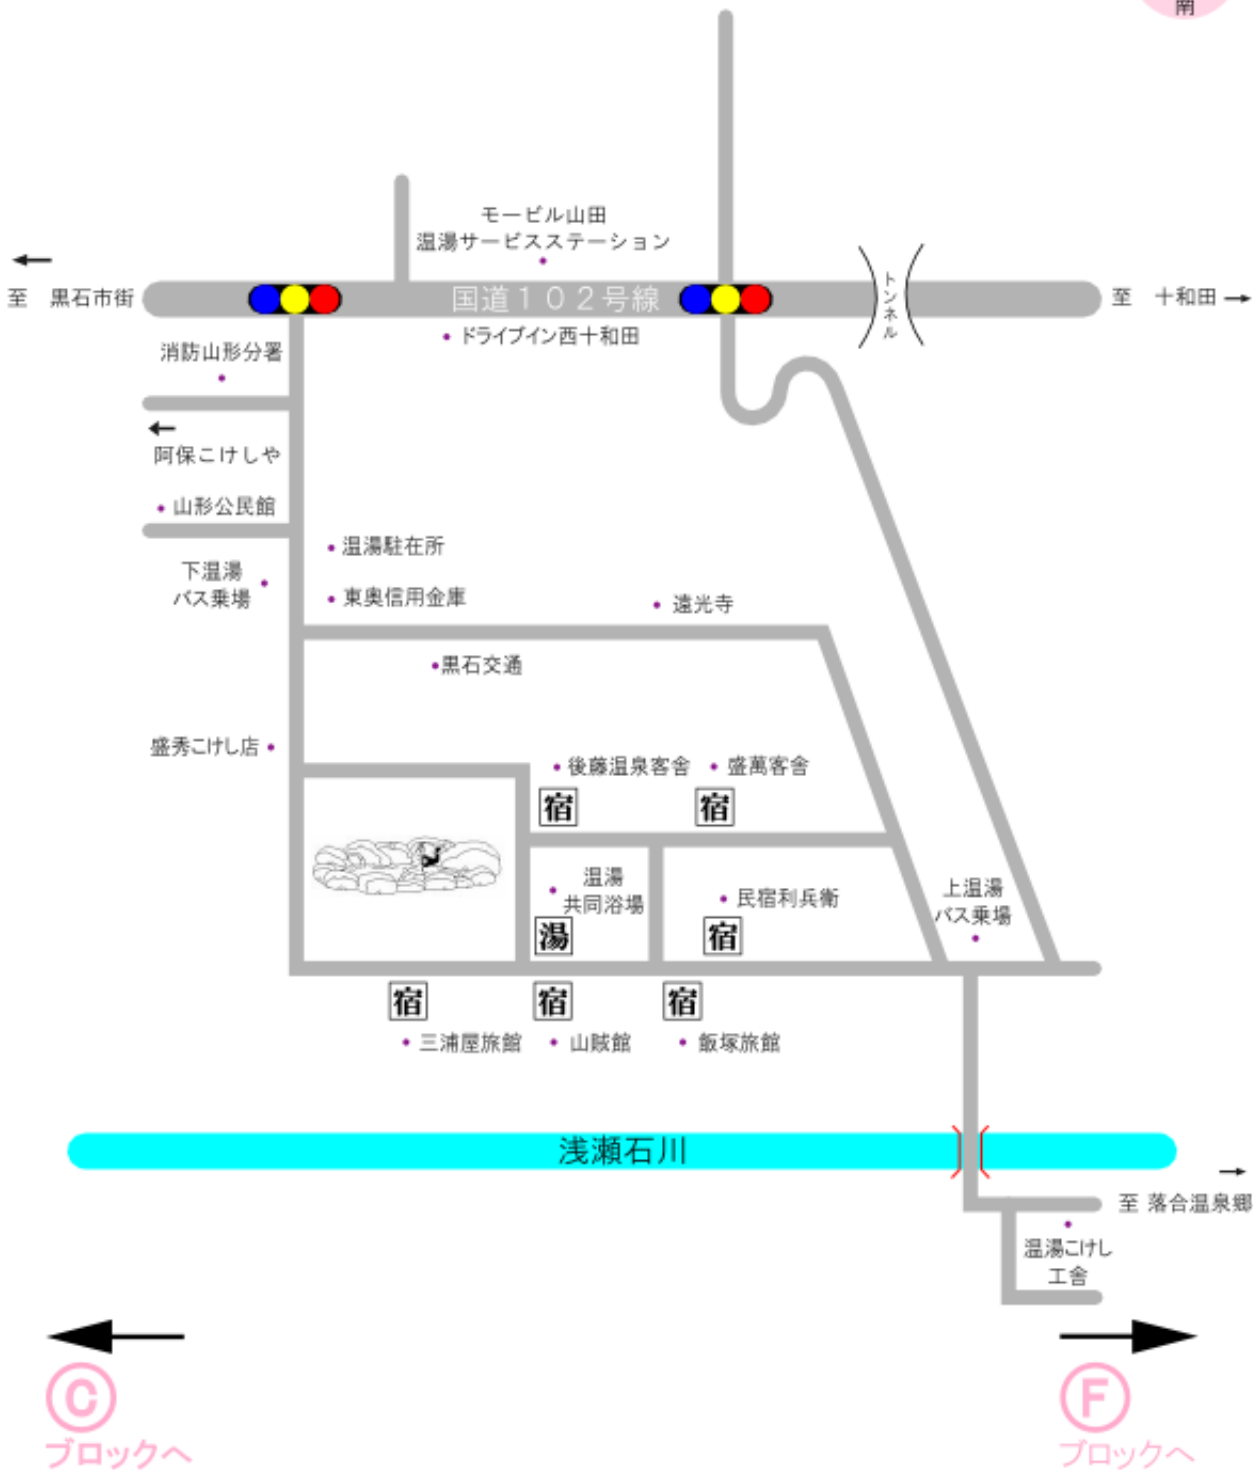 南
モービル山田
温湯サービスステーション
至 黒石市街
国道102号線
トンネル
至 十和田
ドライブイン西十和田
消防山形分署
阿保こけしや
山形公民館
温湯駐在所
下温湯
バス乗場
東奥信用金庫
遠光寺
黒石交通
盛秀こけし店
後藤温泉客舎
盛萬客舎
宿
宿
温湯
共同浴場
民宿利兵衛
上温湯
バス乗場
湯
宿
宿
宿
宿
三浦屋旅館
山賊館
飯塚旅館
浅瀬石川
至 落合温泉郷
温湯こけし
工舎
C
ブロックへ
F
ブロックへ